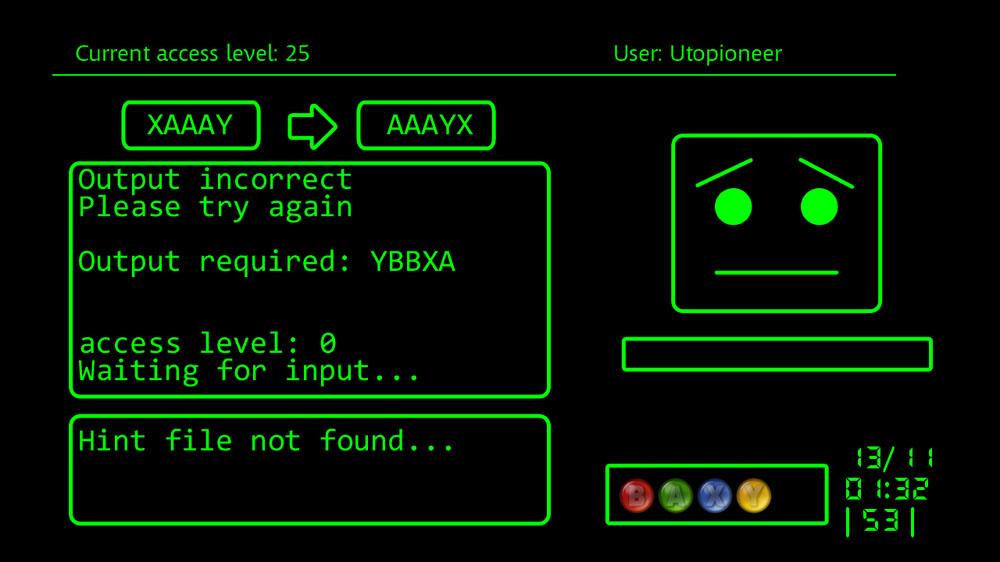 Current access level: 25
User: Utopioneer
XAAAY
AAAYX
Output incorrect
Please try again
Output required: YBBXA
access level: 0
Waiting for input...
Hint file not found...
B A X Y
13/11
01:32
|53|